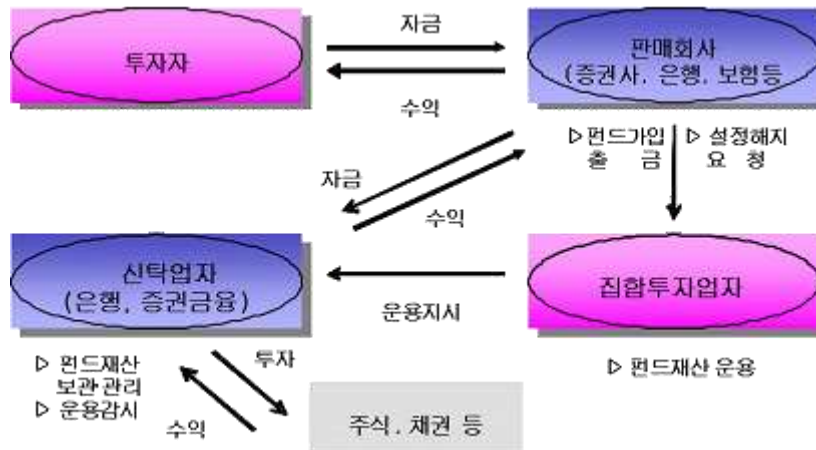 자금
투자자
판매회사
(증권사, 은행, 보험등
수익
▷펀드가입
출 금
▷설정해지
요 청
자금
수익
신탁업자
(은행, 증권금융)
집합투자업자
운용지시
▷ 펀드재산
보관·관리
▷ 운용감시
투자
▷ 펀드재산 운용
수익
주식, 채권 등